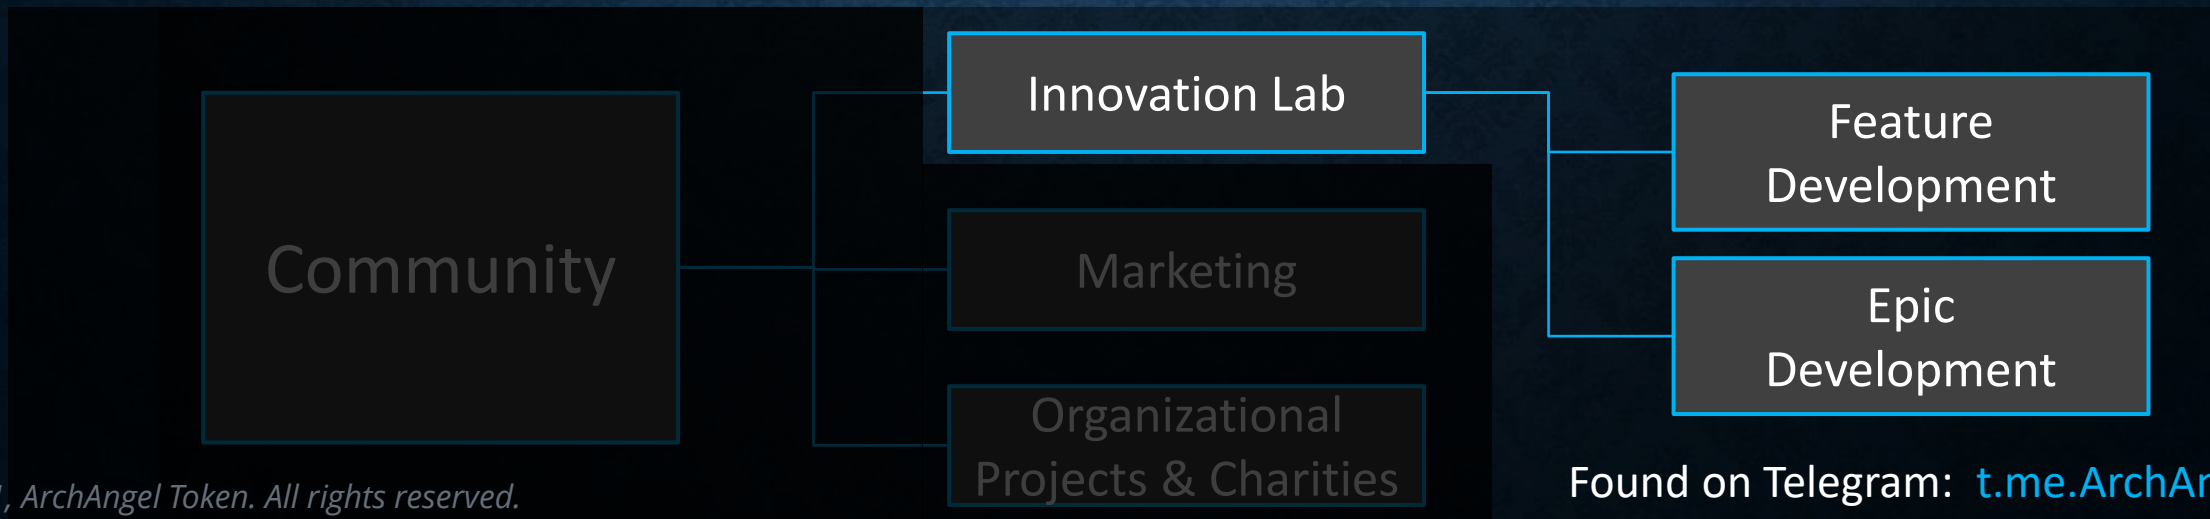 Community
Innovation Lab
Marketing
Organizational
Projects & Charities
Feature
Development
Epic
Development
, ArchAngel Token. All rights reserved.
Found on Telegram: t.me.ArchAr